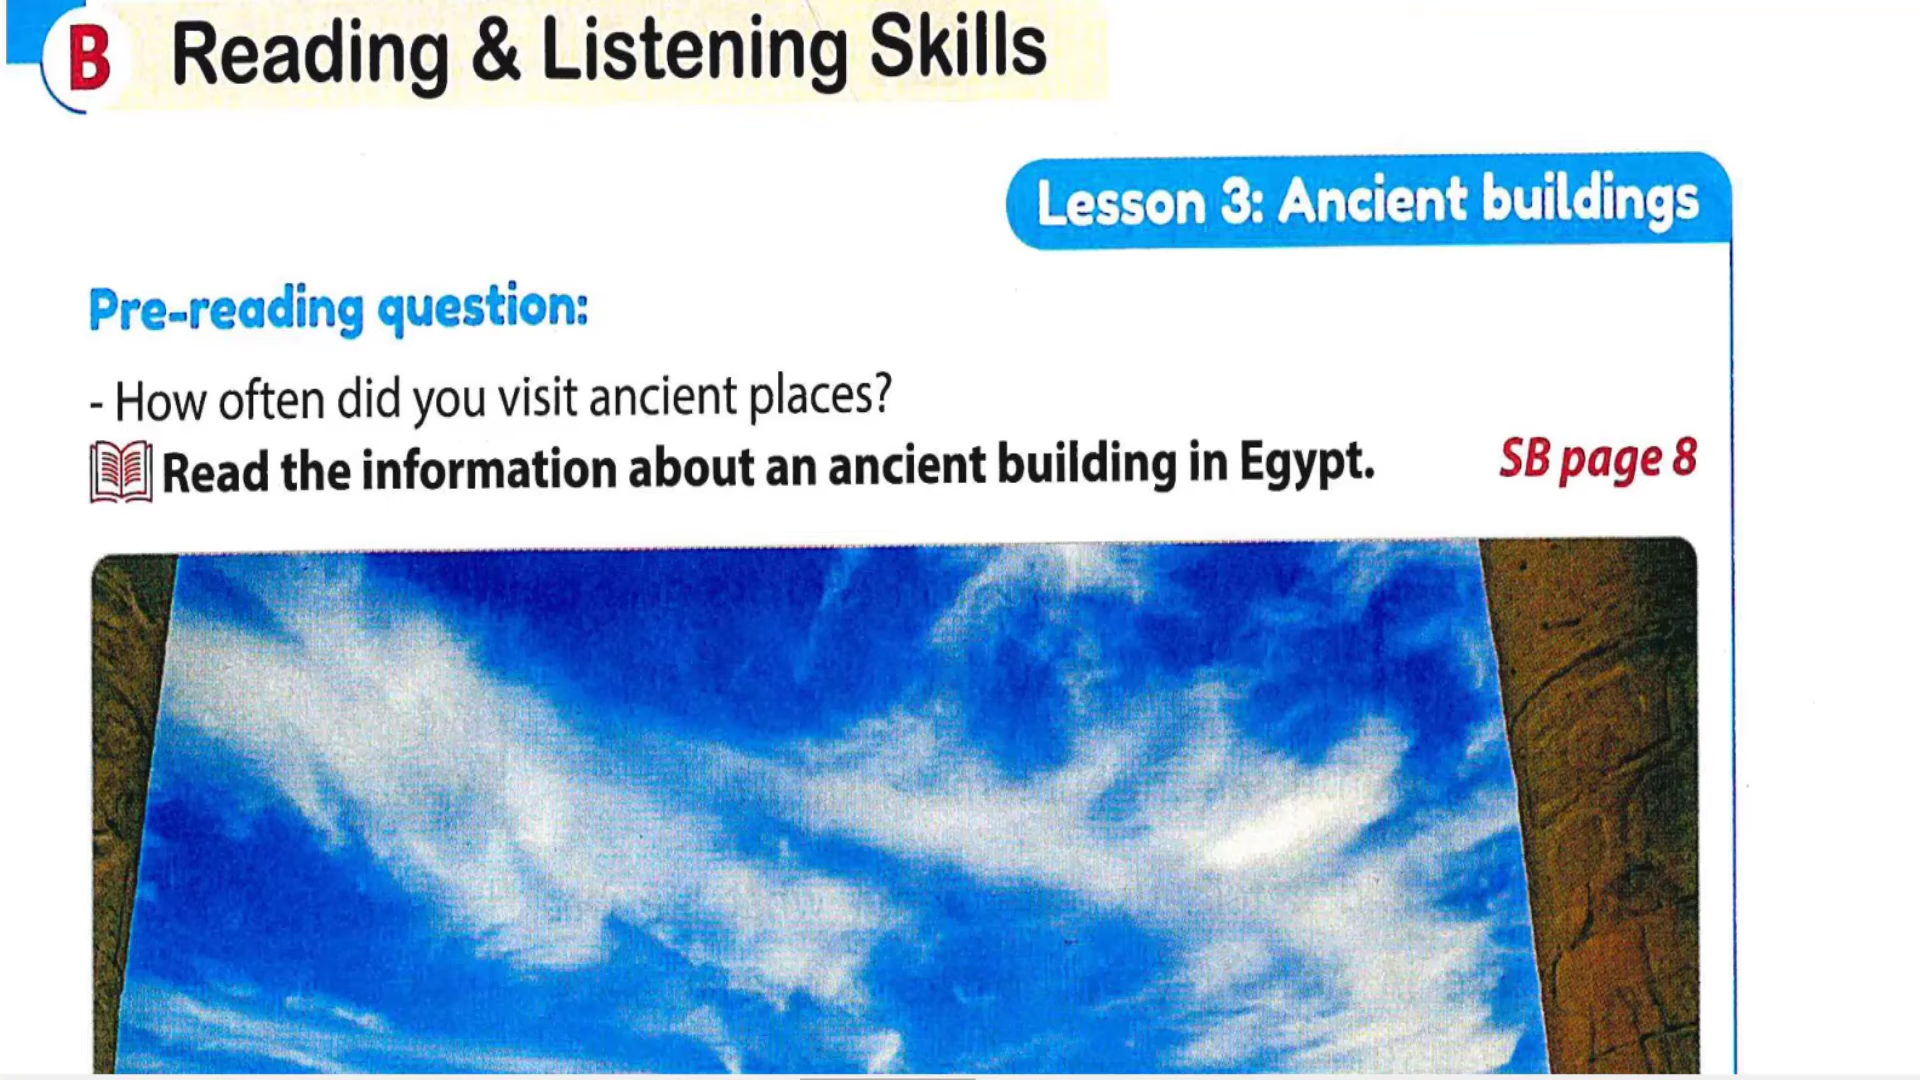 B Reading & Listening Skills
Lesson 3: Ancient buildings
Pre-reading question:
- How often did you visit ancient places?
Read the information about an ancient building in Egypt. SB page 8